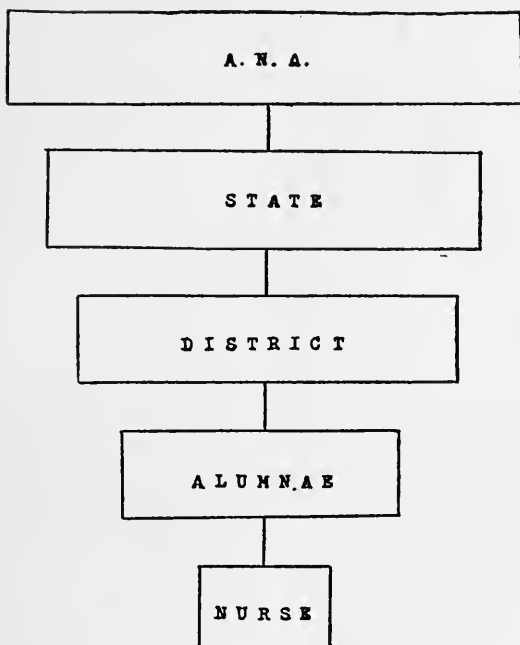 A. N. A.
STATE
DISTRICT
ALUMNAE
NURSE